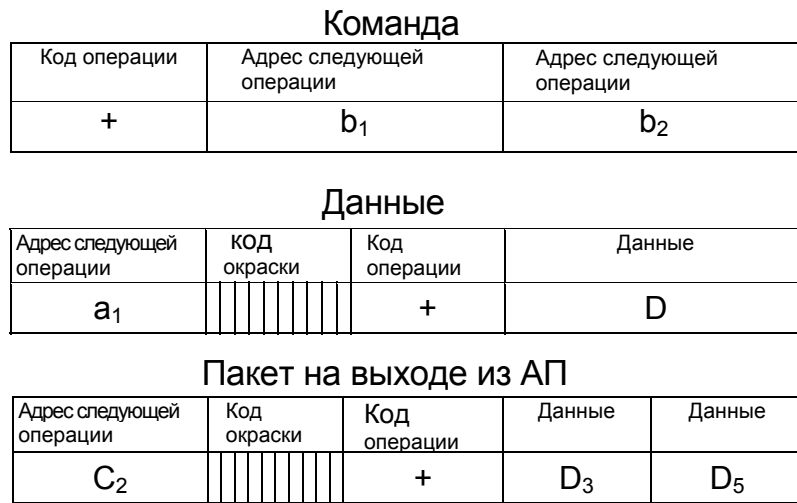 Команда
Код операции Адрес следующей Адрес следующей
операции операции
+ b₁ b₂
Данные
Адрес следующей код Код Данные
операции окраски операции
a₁ + D
Пакет на выходе из АП
Адрес следующей Код Код Данные Данные
операции окраски операции
C₂ + D₃ D₅